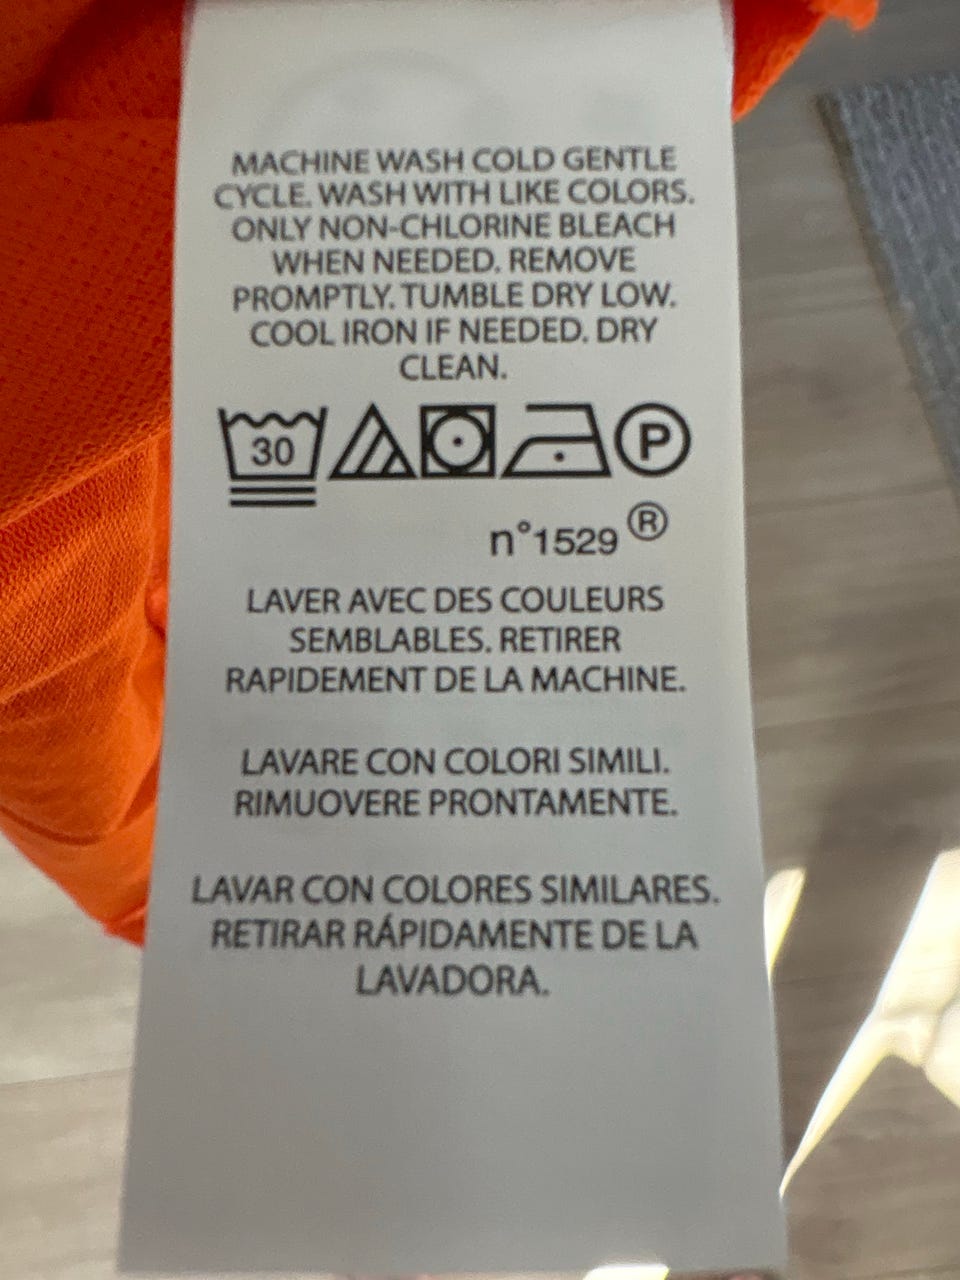 MACHINE WASH COLD GENTLE
CYCLE. WASH WITH LIKE COLORS.
ONLY NON-CHLORINE BLEACH
WHEN NEEDED. REMOVE
PROMPTLY. TUMBLE DRY LOW.
COOL IRON IF NEEDED. DRY
CLEAN.
30 P
n°1529 ®
LAVER AVEC DES COULEURS
SEMBLABLES. RETIRER
RAPIDEMENT DE LA MACHINE.
LAVARE CON COLORI SIMILI.
RIMUOVERE PRONTAMENTE.
LAVAR CON COLORES SIMILARES.
RETIRAR RÁPIDAMENTE DE LA
LAVADORA.